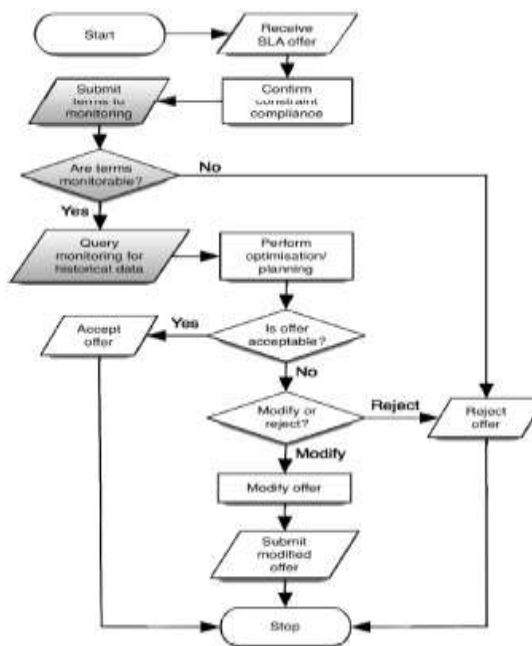 Start
Receive
SLA offer
Submit
terms to
monitoring
Confirm
constraint
compliance
Are terms
monitorable?
No
Yes
Query
monitoring for
historical data
Perform
optimisation/
planning
Accept
offer
Yes
Is offer
acceptable?
No
Modify or
reject?
Reject
Reject
offer
Modify
Modify offer
Submit
modified
offer
Stop